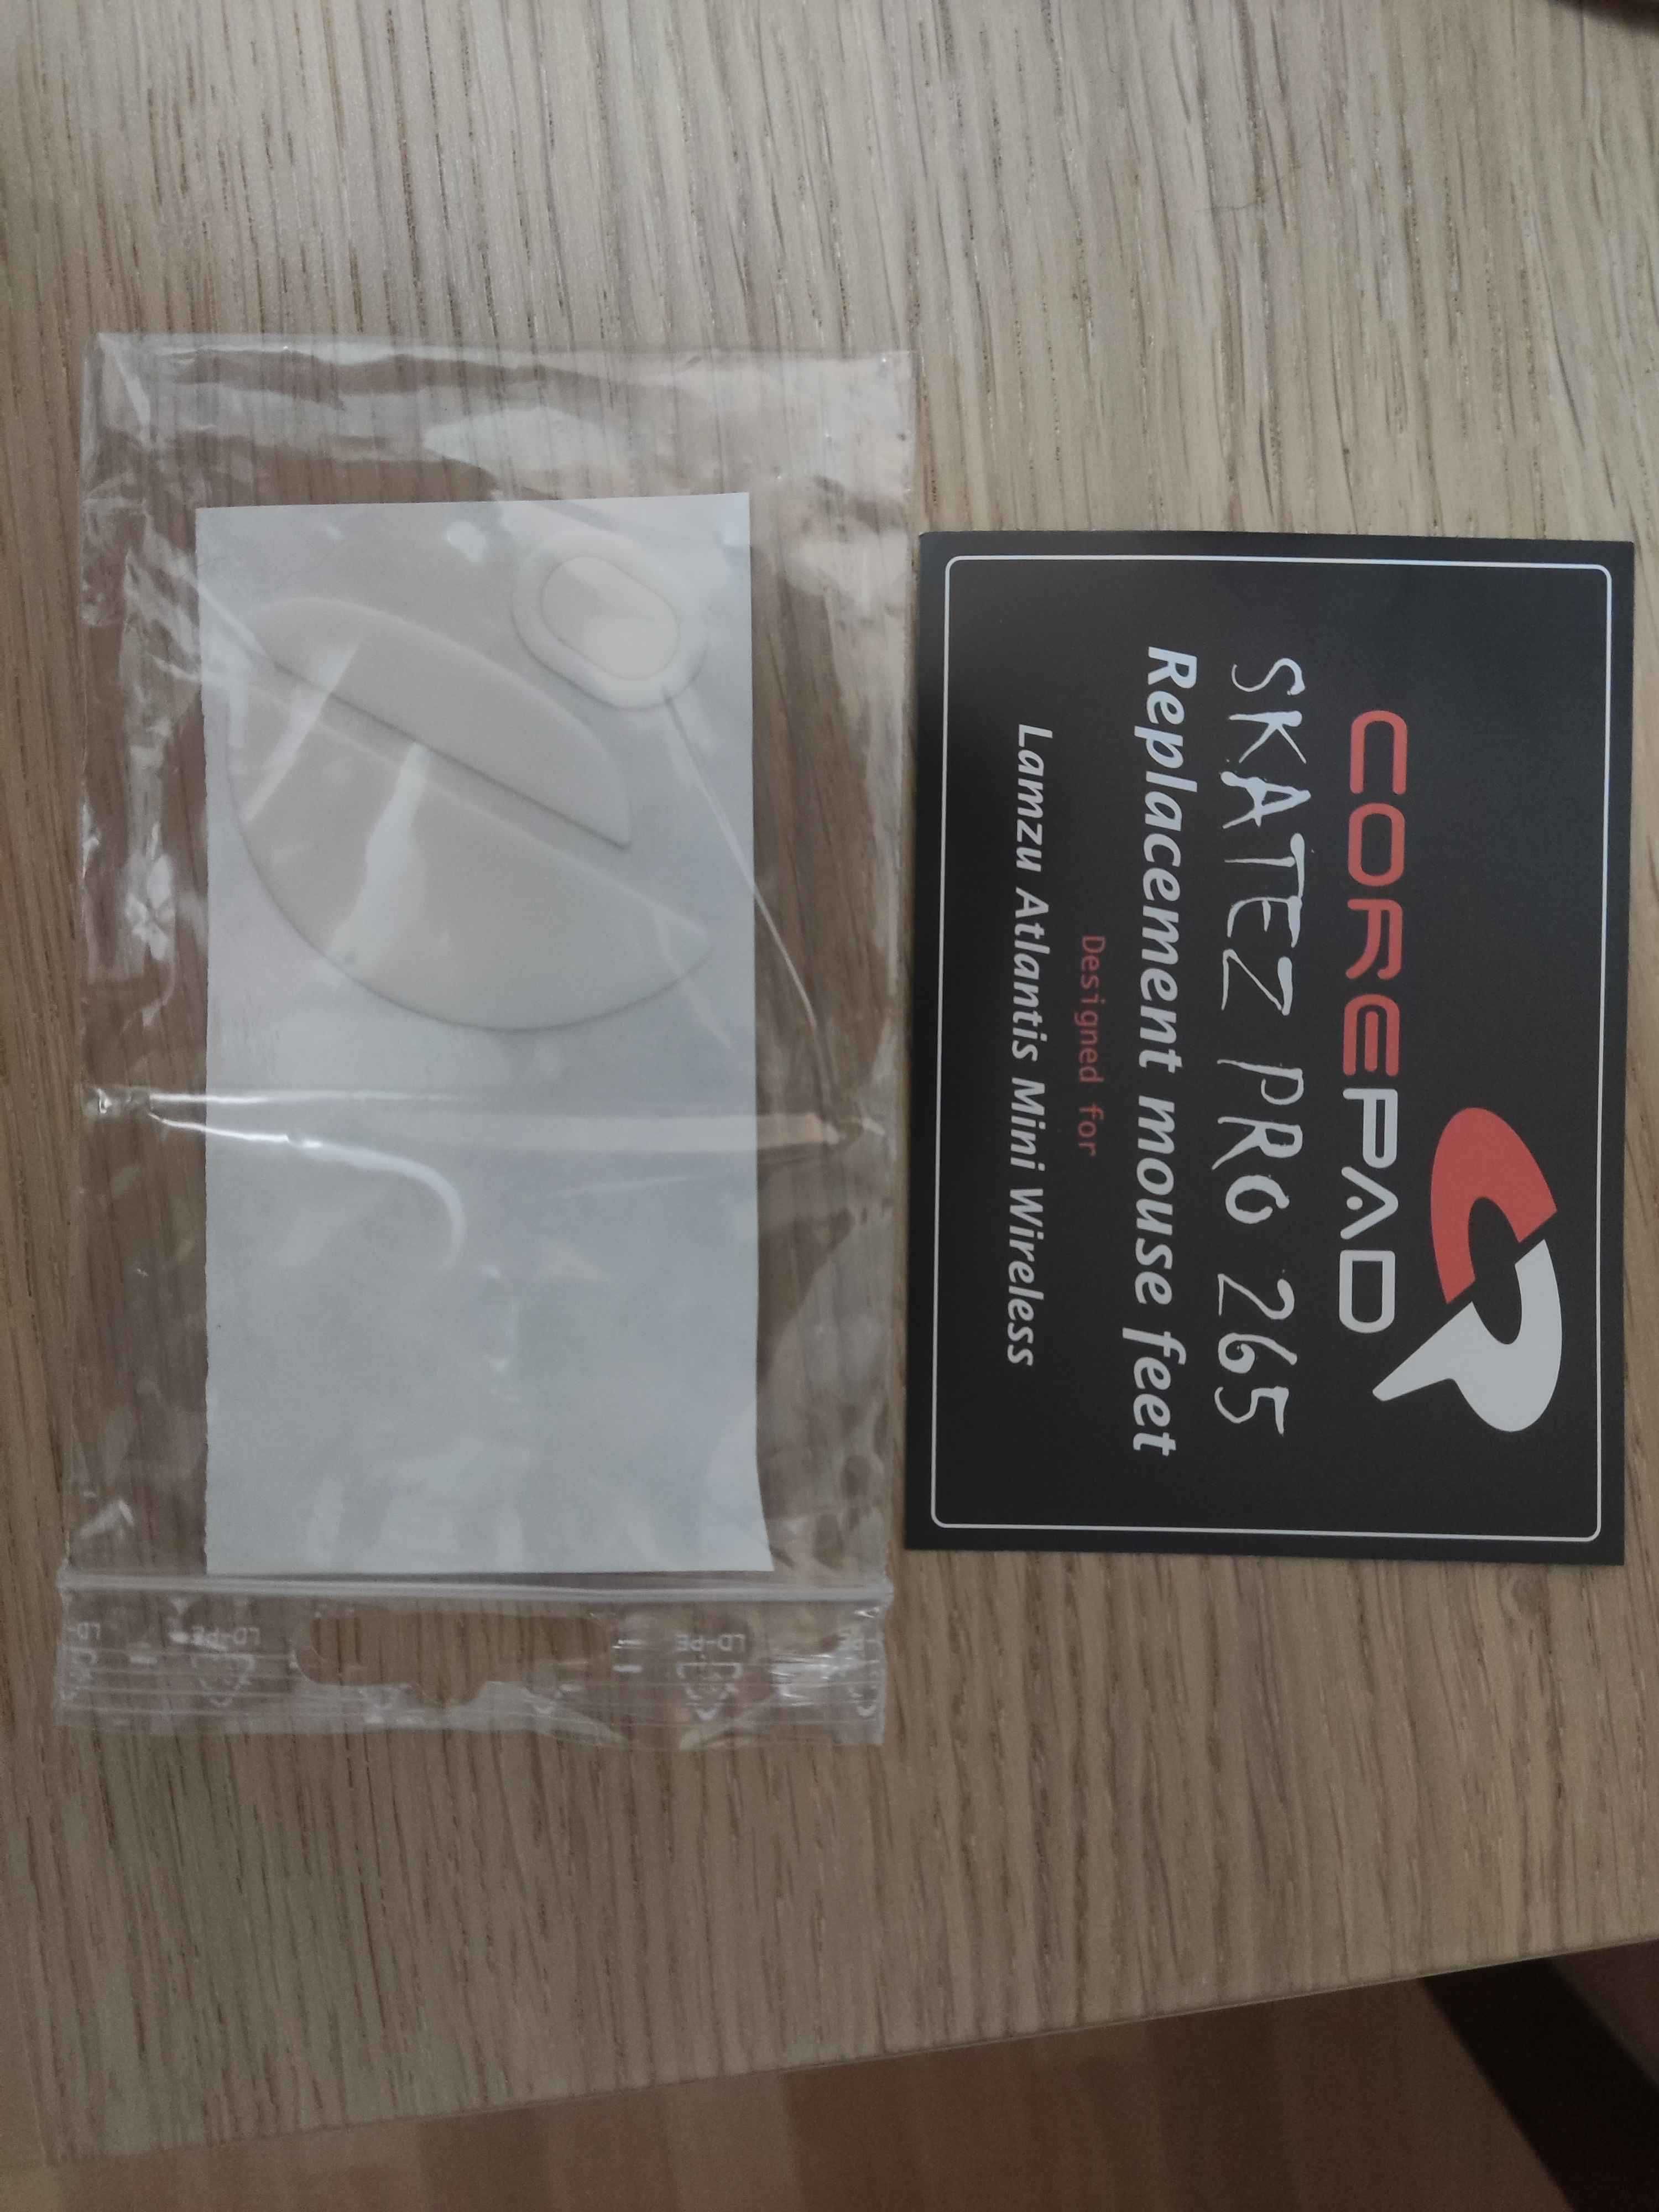 COREPAD
SKATEZ PRO 265
Replacement mouse feet
Designed for
Lamzu Atlantis Mini Wireless
LD-PE
LD-PE